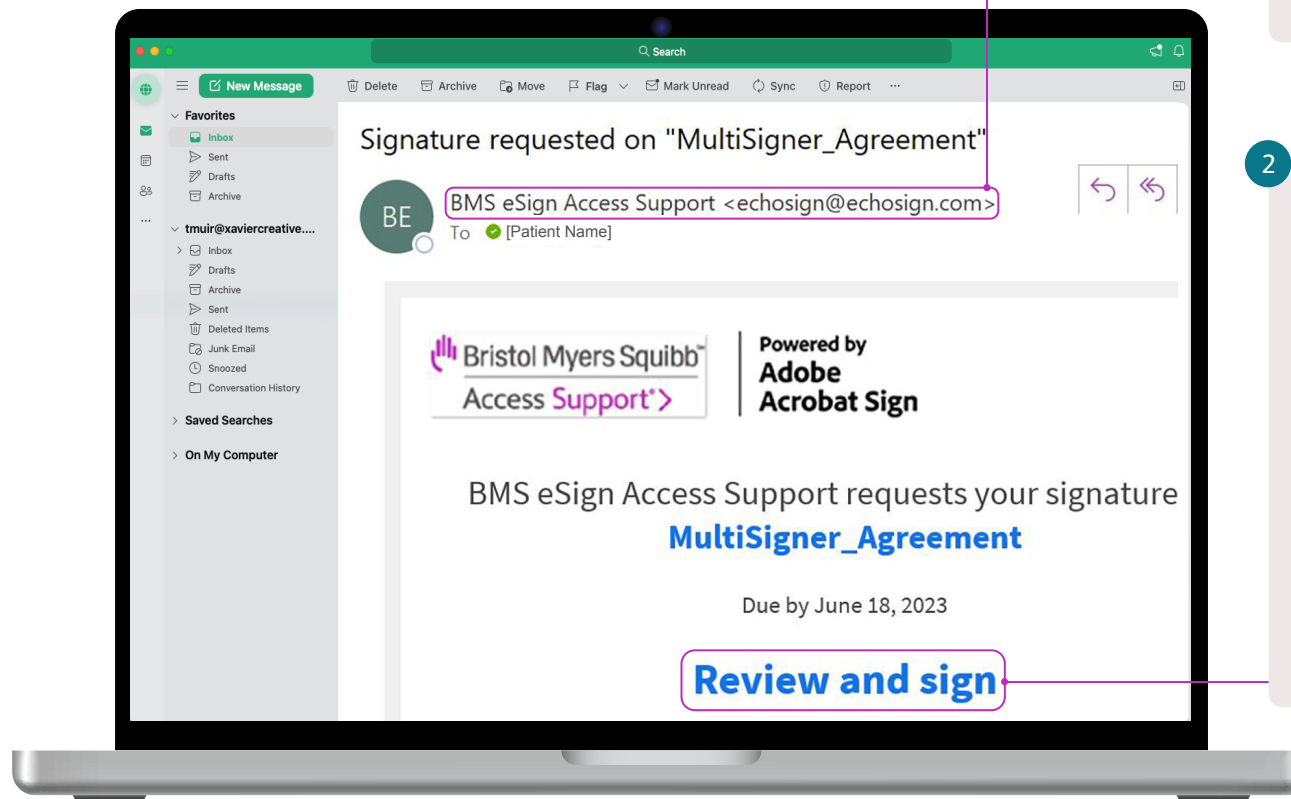 Search
New Message
Delete
Archive
Move
Flag
Mark Unread
Sync
Report
Favorites
Inbox
Sent
Drafts
Archive
tmuir@xaviercreative....
Inbox
Drafts
Archive
Sent
Deleted Items
Junk Email
Snoozed
Conversation History
Saved Searches
On My Computer
Signature requested on "MultiSigner_Agreement"
BE
BMS eSign Access Support <echosign@echosign.com>
To [Patient Name]
Bristol Myers Squibb™
Access Support®
Powered by
Adobe
Acrobat Sign
BMS eSign Access Support requests your signature
MultiSigner_Agreement
Due by June 18, 2023
Review and sign
2